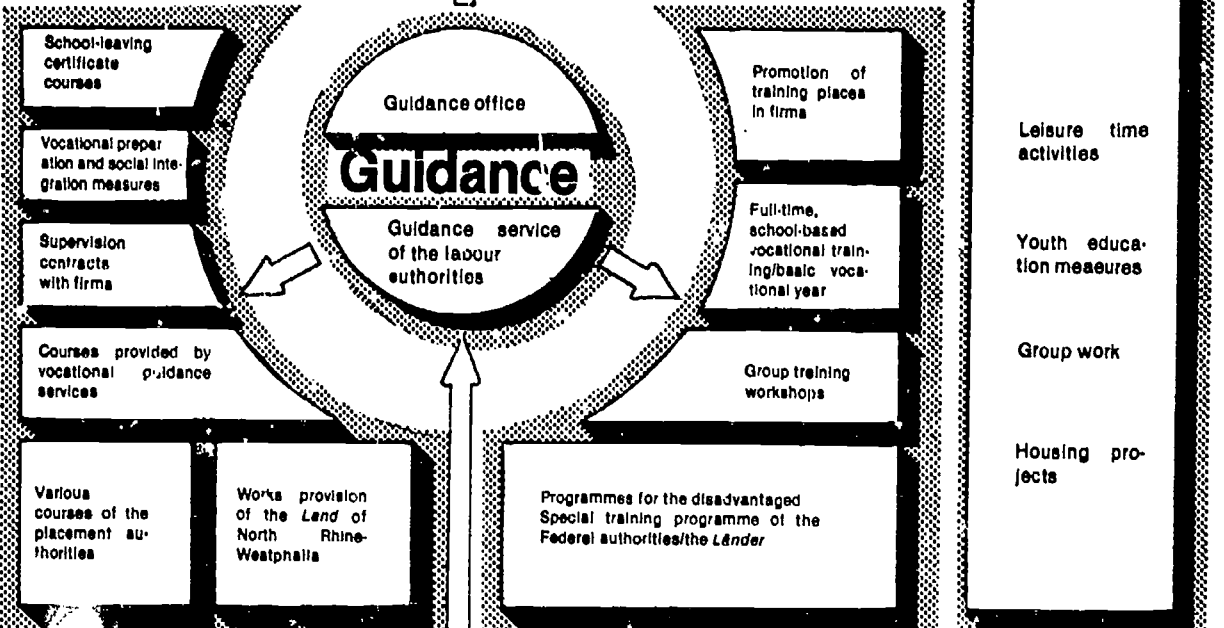 School-leaving
certificate
courses
Vocational prepar
ation and social inte-
gration measures
Supervision
contracts
with firms
Courses provided by
vocational guidance
services
Various
courses of the
placement au-
thorities
Works provision
of the Land of
North Rhine-
Westphalia
Guidance office
Guidance
Guidance service
of the labour
authorities
Promotion of
training places
in firms
Full-time,
school-based
vocational train-
ing/basic voca-
tional year
Group training
workshops
Programmes for the disadvantaged
Special training programme of the
Federal authorities/the Länder
Leisure time
activities
Youth educa-
tion measures
Group work
Housing pro-
jects